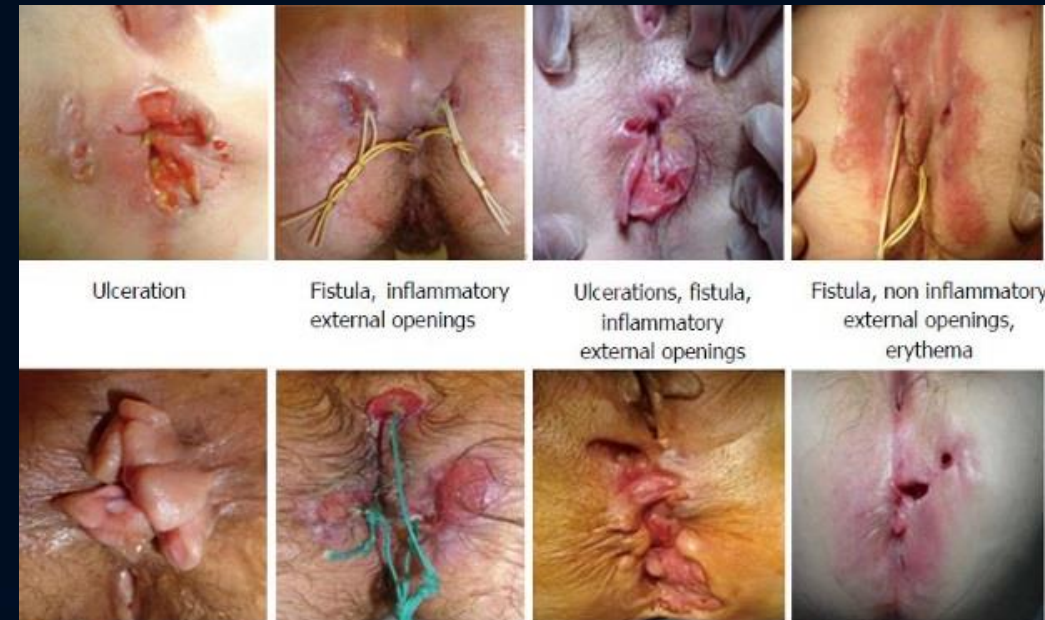 Ulceration
Fistula, inflammatory
external openings
Ulcerations, fistula,
inflammatory
external openings
Fistula, non inflammatory
external openings,
erythema